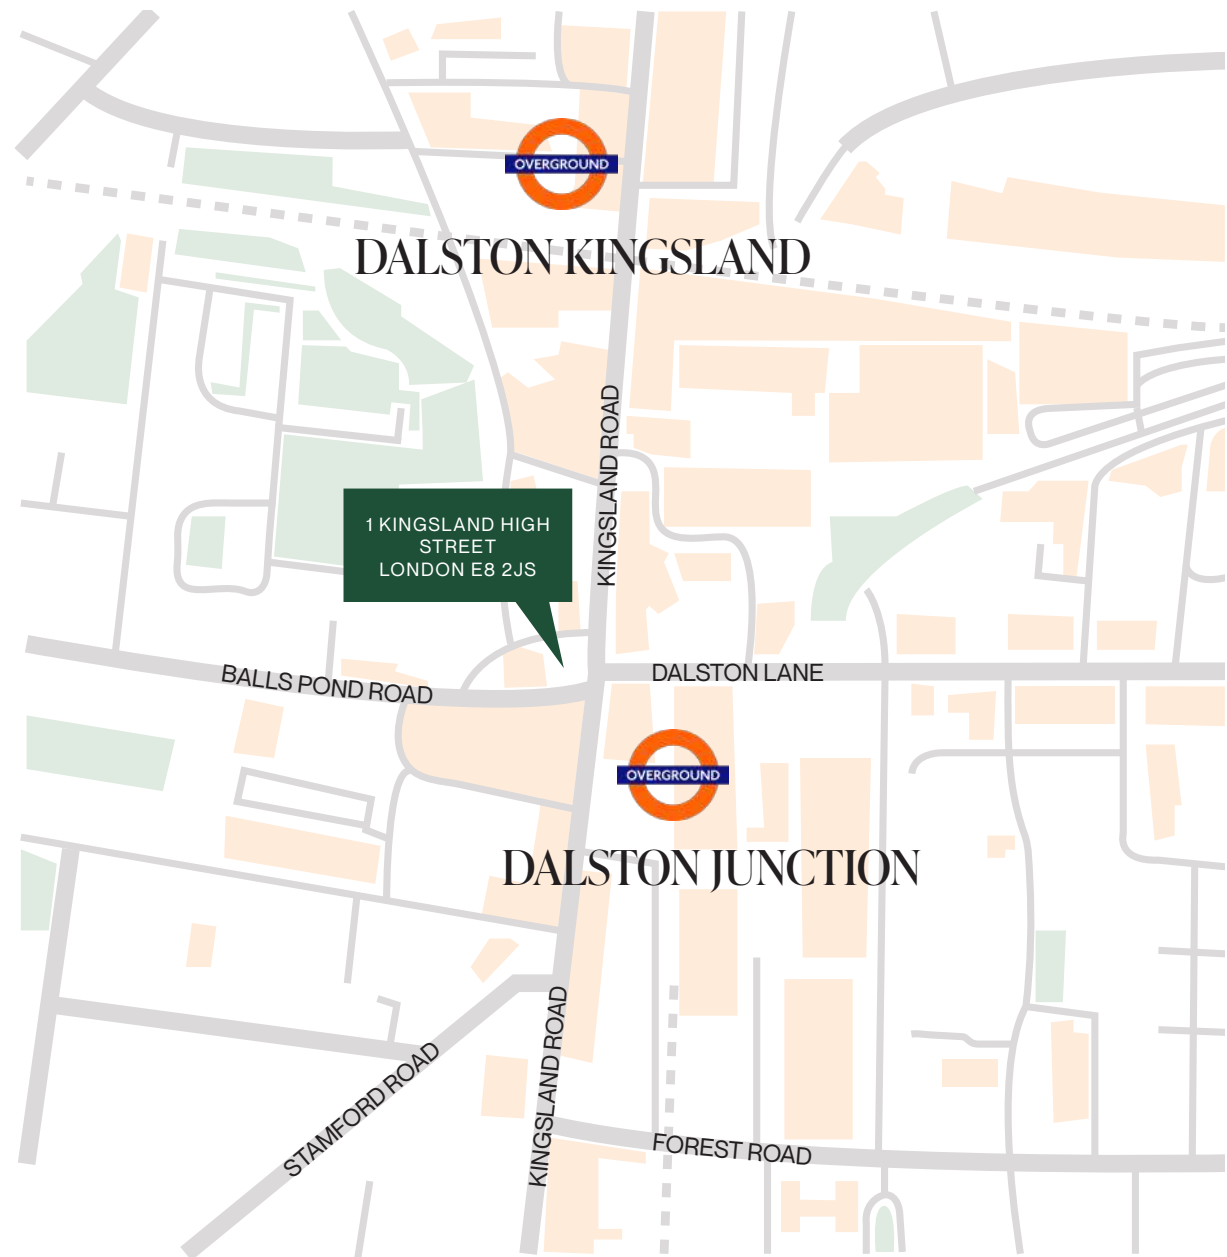 OVERGROUND
DALSTON KINGSLAND
KINGSLAND ROAD
1 KINGSLAND HIGH
STREET
LONDON E8 2JS
BALLS POND ROAD
DALSTON LANE
OVERGROUND
DALSTON JUNCTION
KINGSLAND ROAD
STAMFORD ROAD
FOREST ROAD